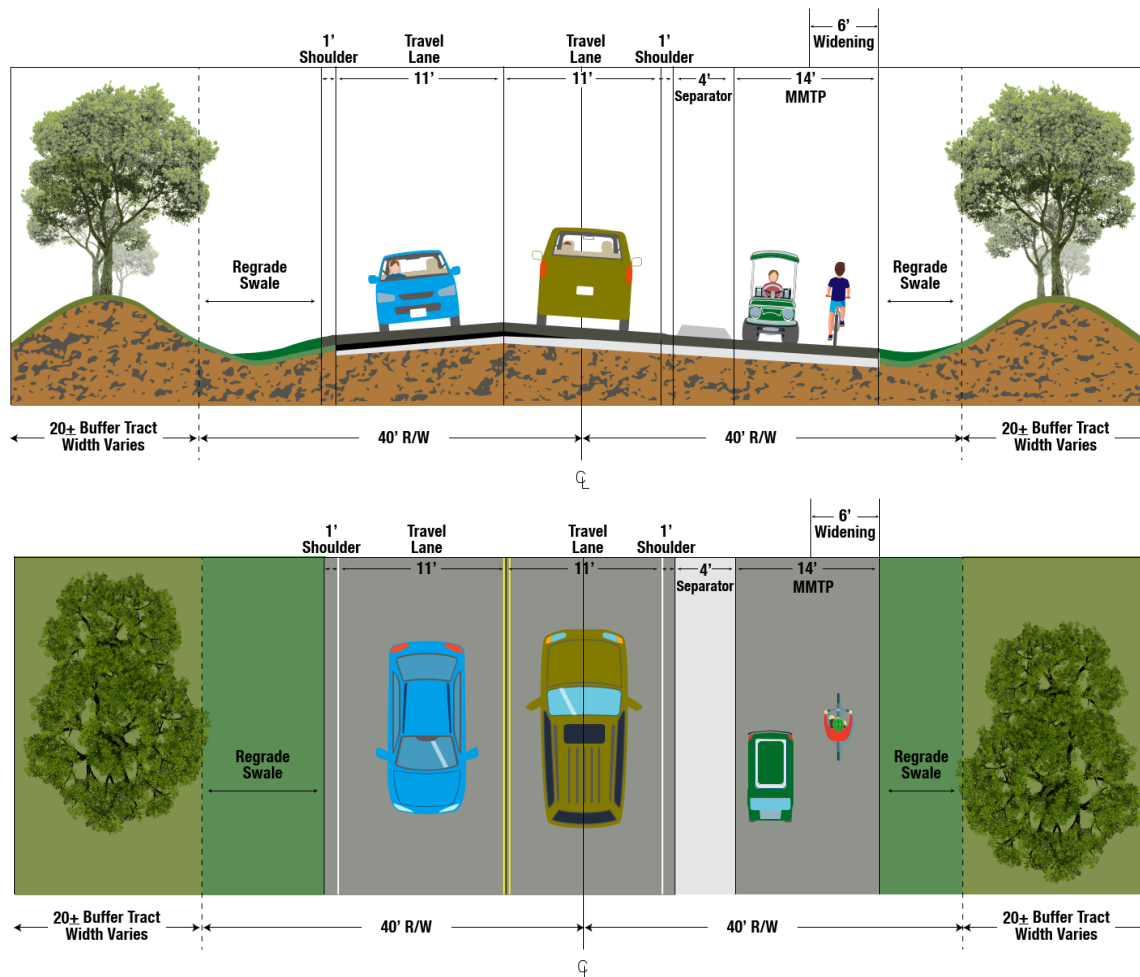 6’
Widening
1’
Shoulder
Travel
Lane
Travel
Lane
1’
Shoulder
11’
11’
4’
Separator
14’
MMTP
Regrade
Swale
Regrade
Swale
20± Buffer Tract
Width Varies
40’ R/W
40’ R/W
20± Buffer Tract
Width Varies
℄
6’
Widening
1’
Shoulder
Travel
Lane
Travel
Lane
1’
Shoulder
11’
11’
4’
Separator
14’
MMTP
Regrade
Swale
Regrade
Swale
20± Buffer Tract
Width Varies
40’ R/W
40’ R/W
20± Buffer Tract
Width Varies
℄